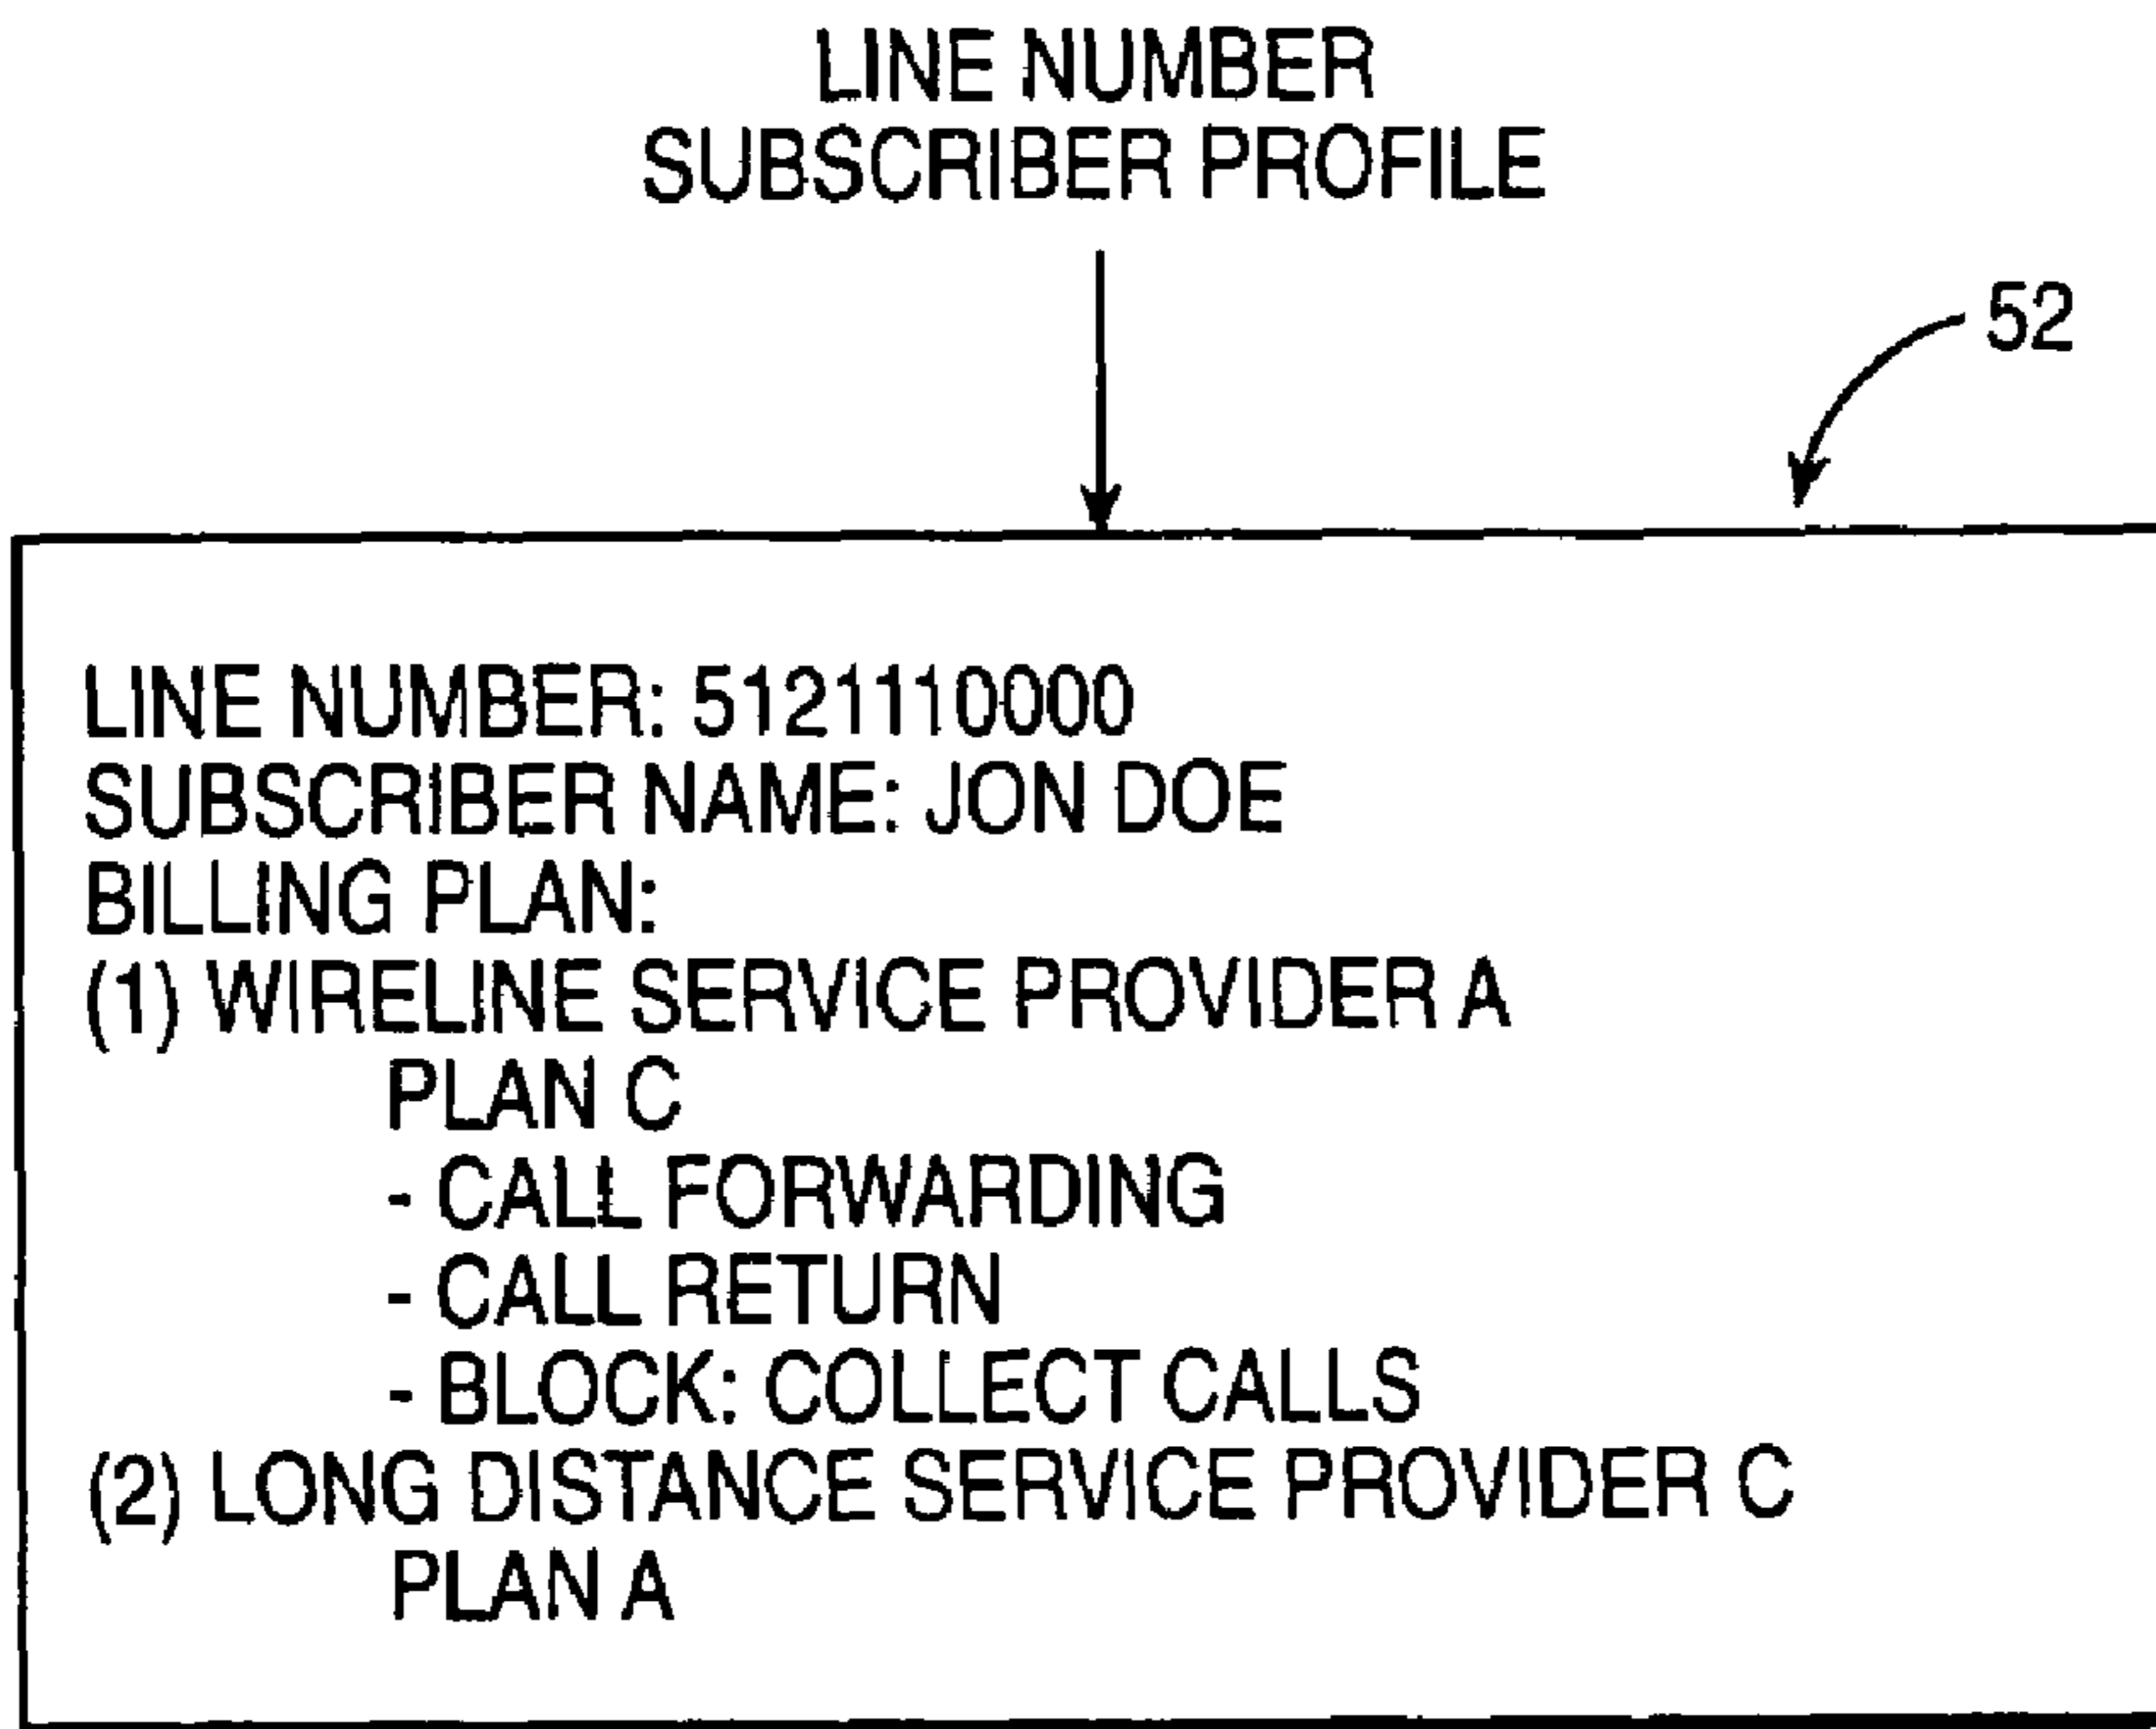 LINE NUMBER
SUBSCRIBER PROFILE
52
LINE NUMBER: 5121110000
SUBSCRIBER NAME: JON DOE
BILLING PLAN:
(1) WIRELINE SERVICE PROVIDER A
PLAN C
- CALL FORWARDING
- CALL RETURN
- BLOCK: COLLECT CALLS
(2) LONG DISTANCE SERVICE PROVIDER C
PLAN A